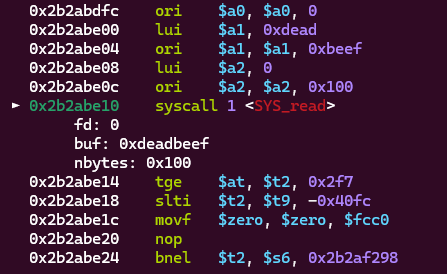 0x2b2abdfc ori $a0, $a0, 0
0x2b2abe00 lui $a1, 0xdead
0x2b2abe04 ori $a1, $a1, 0xbeef
0x2b2abe08 lui $a2, 0
0x2b2abe0c ori $a2, $a2, 0x100
► 0x2b2abe10 syscall 1 <SYS_read>
fd: 0
buf: 0xdeadbeef
nbytes: 0x100
0x2b2abe14 tge $at, $t2, 0x2f7
0x2b2abe18 slti $t2, $t9, -0x40fc
0x2b2abe1c movf $zero, $zero, $fcc0
0x2b2abe20 nop
0x2b2abe24 bnel $t2, $s6, 0x2b2af298